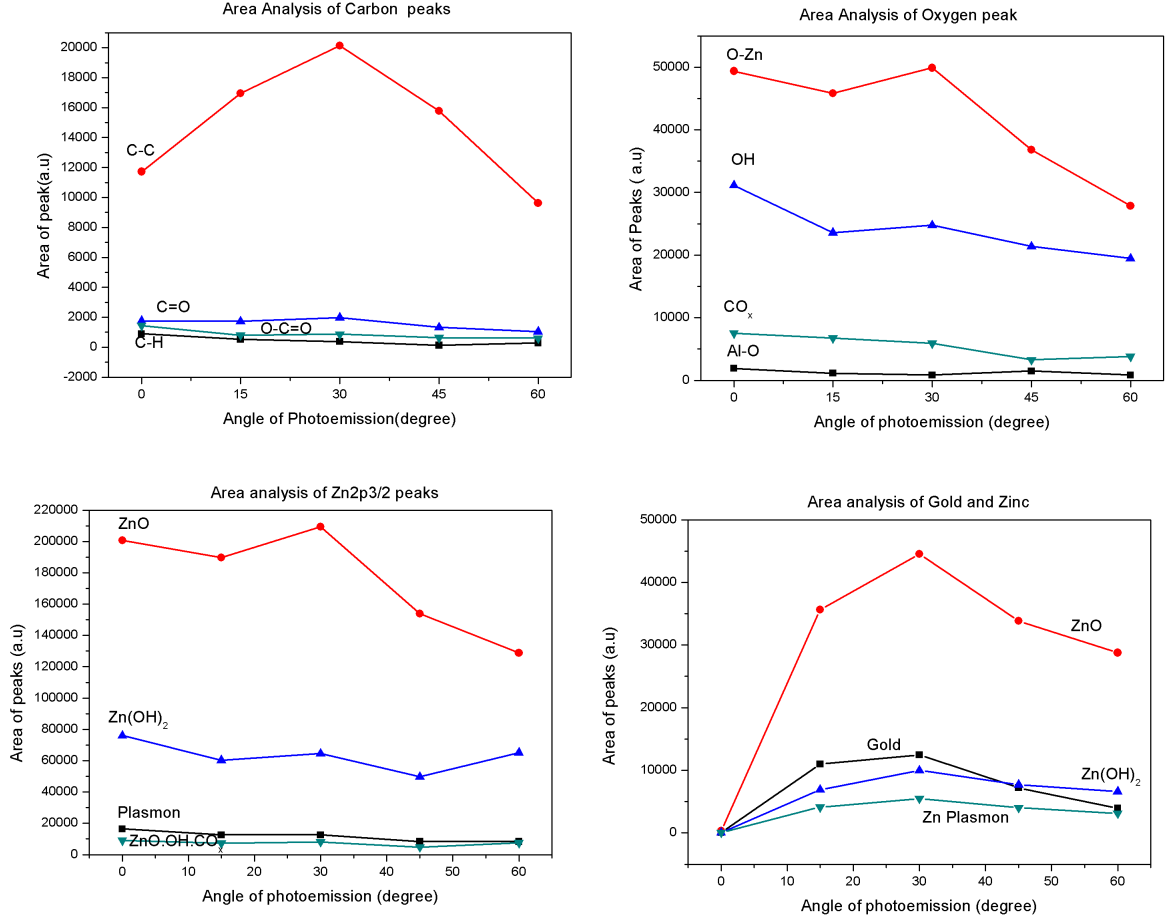 Area Analysis of Carbon peaks
20000
18000
16000
14000
12000
10000
8000
6000
4000
2000
0
-2000
Area of peak(a.u)
C-C
C=O
O-C=O
C-H
0 15 30 45 60
Angle of Photoemission(degree)
Area Analysis of Oxygen peak
50000
40000
30000
20000
10000
0
Area of Peaks ( a.u)
O-Zn
OH
COx
Al-O
0 15 30 45 60
Angle of photoemission (degree)
Area analysis of Zn2p3/2 peaks
220000
200000
180000
160000
140000
120000
100000
80000
60000
40000
20000
0
Area of peaks (a.u)
ZnO
Zn(OH)2
Plasmon
ZnO.OH.COx
0 10 20 30 40 50 60
Angle of photoemission (degree)
Area analysis of Gold and Zinc
50000
40000
30000
20000
10000
0
Area of peaks (a.u)
ZnO
Gold
Zn(OH)2
Zn Plasmon
0 10 20 30 40 50 60
Angle of photoemission (degree)